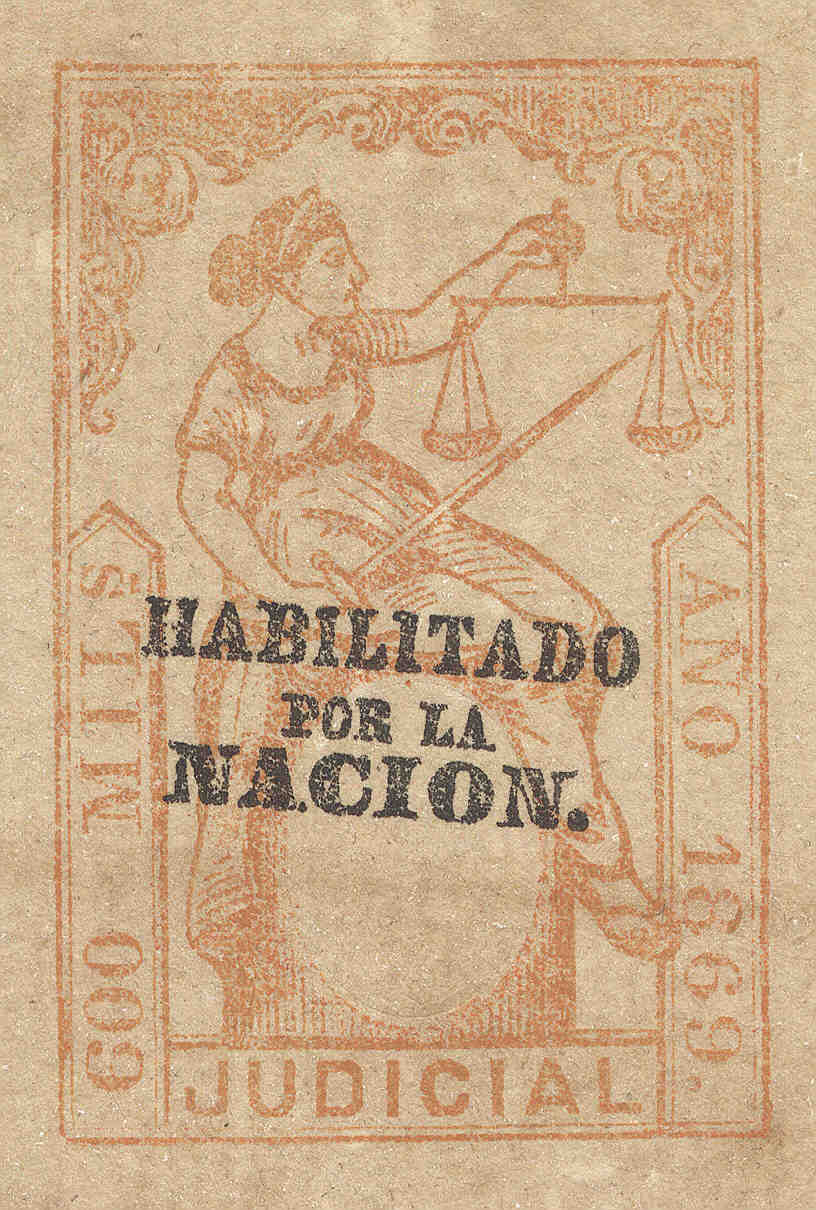 600 MILS
AÑO 1869.
HABILITADO
POR LA
NACION.
JUDICIAL